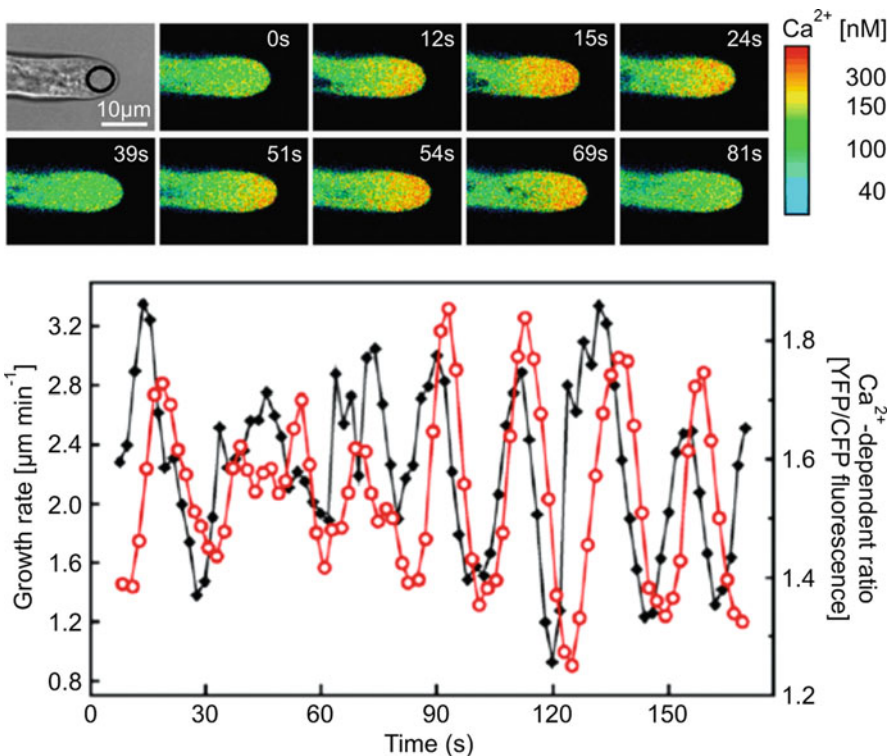 Ca²⁺ [nM]
0s 12s 15s 24s
10µm
300
150
100
40
39s 51s 54s 69s 81s
Growth rate [µm min⁻¹]
3.2
2.8
2.4
2.0
1.6
1.2
0.8
1.8
1.6
1.4
1.2
Ca²⁺-dependent ratio
[YFP/CFP fluorescence]
0 30 60 90 120 150
Time (s)